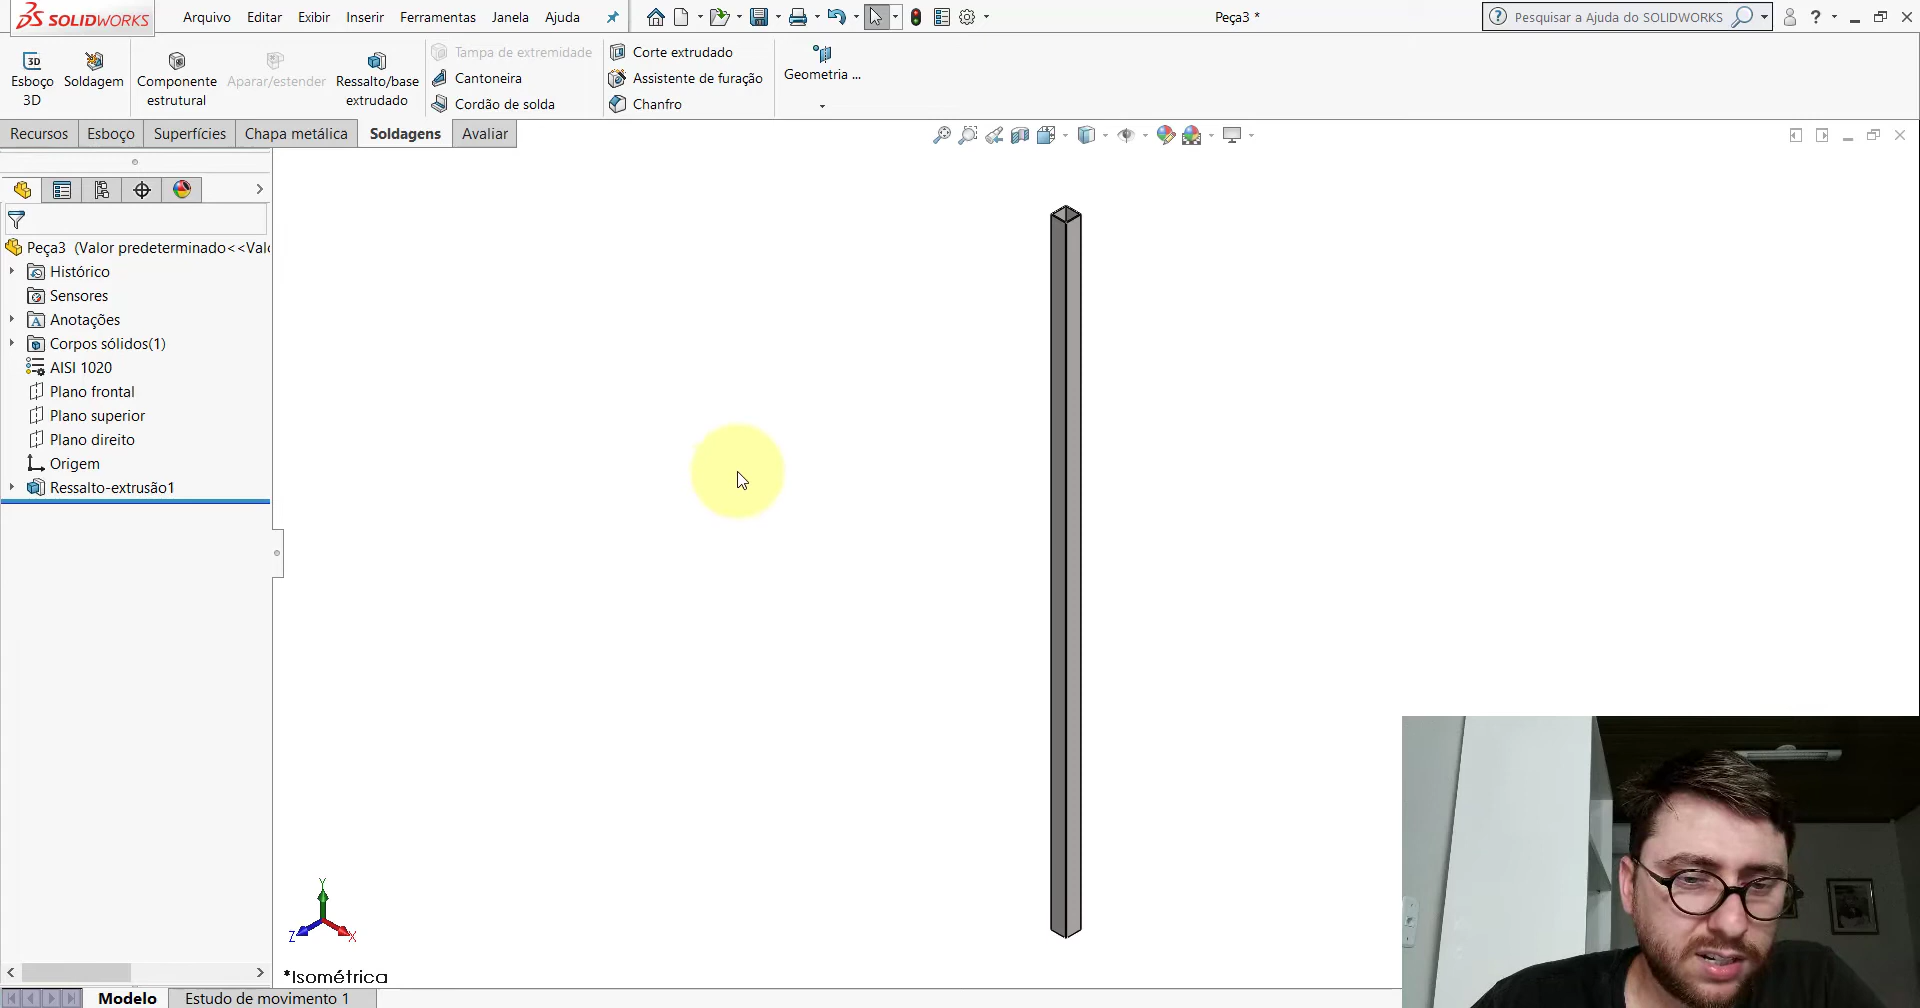 SOLIDWORKS
Arquivo Editar Exibir Inserir Ferramentas Janela Ajuda
Peça3 *
Pesquisar a Ajuda do SOLIDWORKS
?
Esboço
3D
Soldagem
Componente
estrutural
Aparar/estender
Ressalto/base
extrudado
Tampa de extremidade
Cantoneira
Cordão de solda
Corte extrudado
Assistente de furação
Chanfro
Geometria ...
Recursos Esboço Superfícies Chapa metálica Soldagens Avaliar
Peça3 (Valor predeterminado<<Valo
Histórico
Sensores
Anotações
Corpos sólidos(1)
AISI 1020
Plano frontal
Plano superior
Plano direito
Origem
Ressalto-extrusão1
Y
Z X
*Isométrica
Modelo Estudo de movimento 1